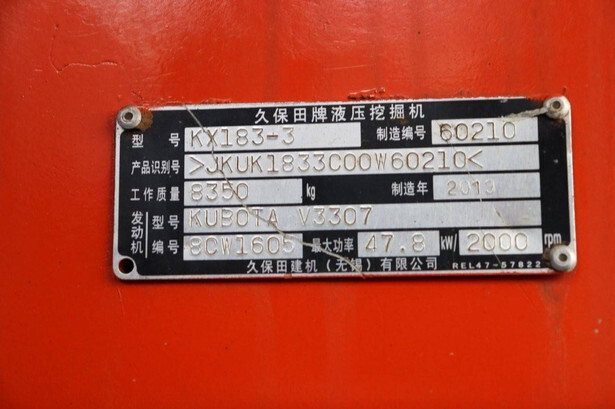 久保田牌液压挖掘机
型号 KX183-3 制造编号 60210
产品识别号 >JKUK1833C00W60210<
工作质量 8350 kg 制造年 2013
发动机 型号 KUBOTA V3307
编号 8CW1605 最大功率 47.8 kW/ 2000 rpm
久保田建机(无锡)有限公司 REL47-57822